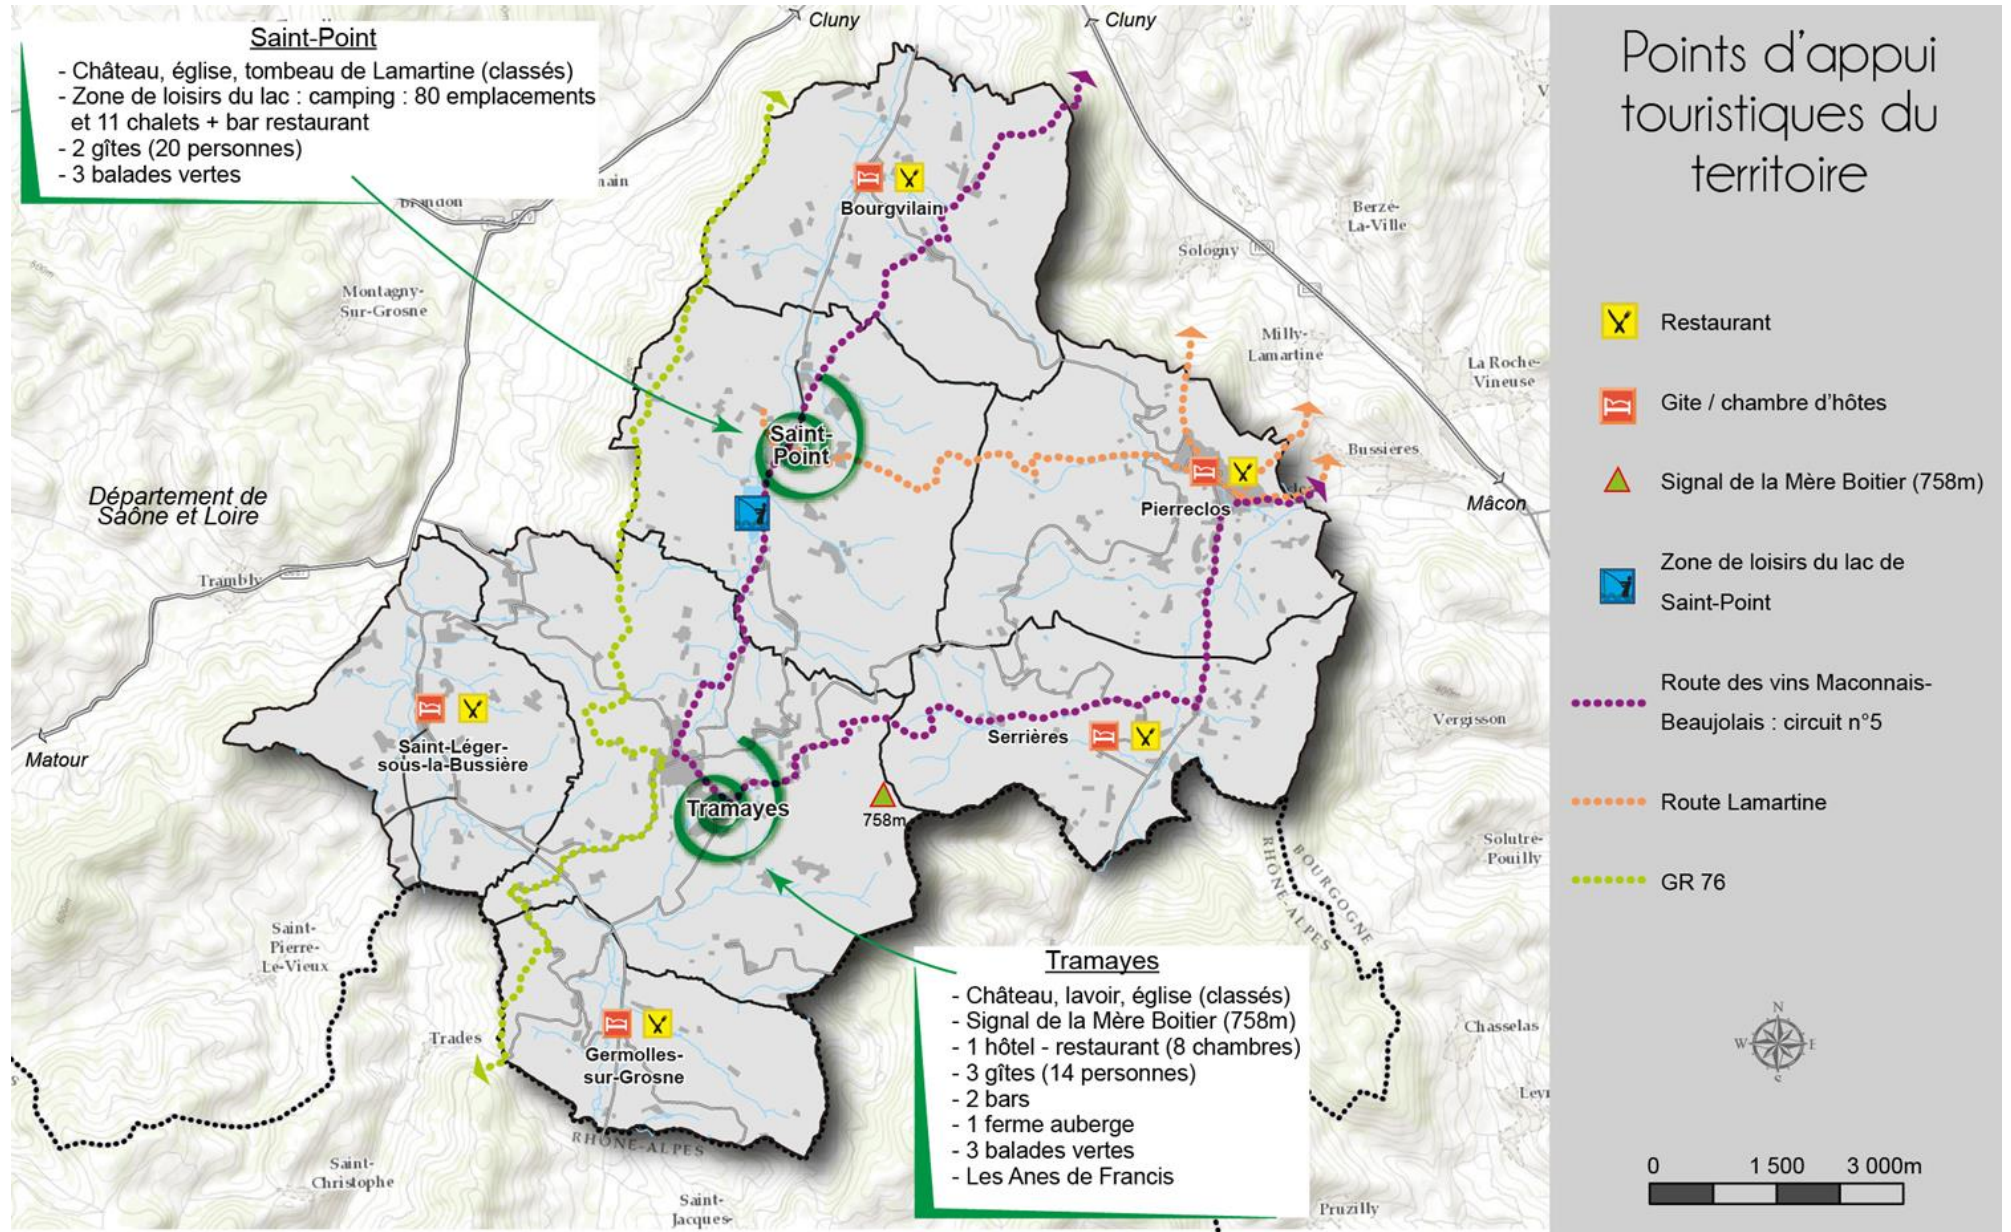 Saint-Point
- Château, église, tombeau de Lamartine (classés)
- Zone de loisirs du lac : camping : 80 emplacements
et 11 chalets + bar restaurant
- 2 gîtes (20 personnes)
- 3 balades vertes
Cluny
Cluny
Bourgvilain
Berzé-
La-Ville
Sologny
Montagny-
Sur-Grosne
Milly-
Lamartine
La Roche-
Vineuse
Saint-
Point
Bussières
Pierreclos
Mâcon
Département de
Saône et Loire
Trambly
Matour
Saint-Léger-
sous-la-Bussière
Serrières
Vergisson
Tramayes
758m
Solutré-
Pouilly
BOURGOGNE
RHÔNE-ALPES
Saint-
Pierre-
Le-Vieux
Trades
Germolles-
sur-Grosne
Chasselas
RHÔNE-ALPES
Saint-
Christophe
Saint-
Jacques-
Pruzilly
Tramayes
- Château, lavoir, église (classés)
- Signal de la Mère Boitier (758m)
- 1 hôtel - restaurant (8 chambres)
- 3 gîtes (14 personnes)
- 2 bars
- 1 ferme auberge
- 3 balades vertes
- Les Anes de Francis
Points d'appui
touristiques du
territoire
Restaurant
Gite / chambre d'hôtes
Signal de la Mère Boitier (758m)
Zone de loisirs du lac de
Saint-Point
Route des vins Maconnais-
Beaujolais : circuit n°5
Route Lamartine
GR 76
N
W E
S
0 1 500 3 000m